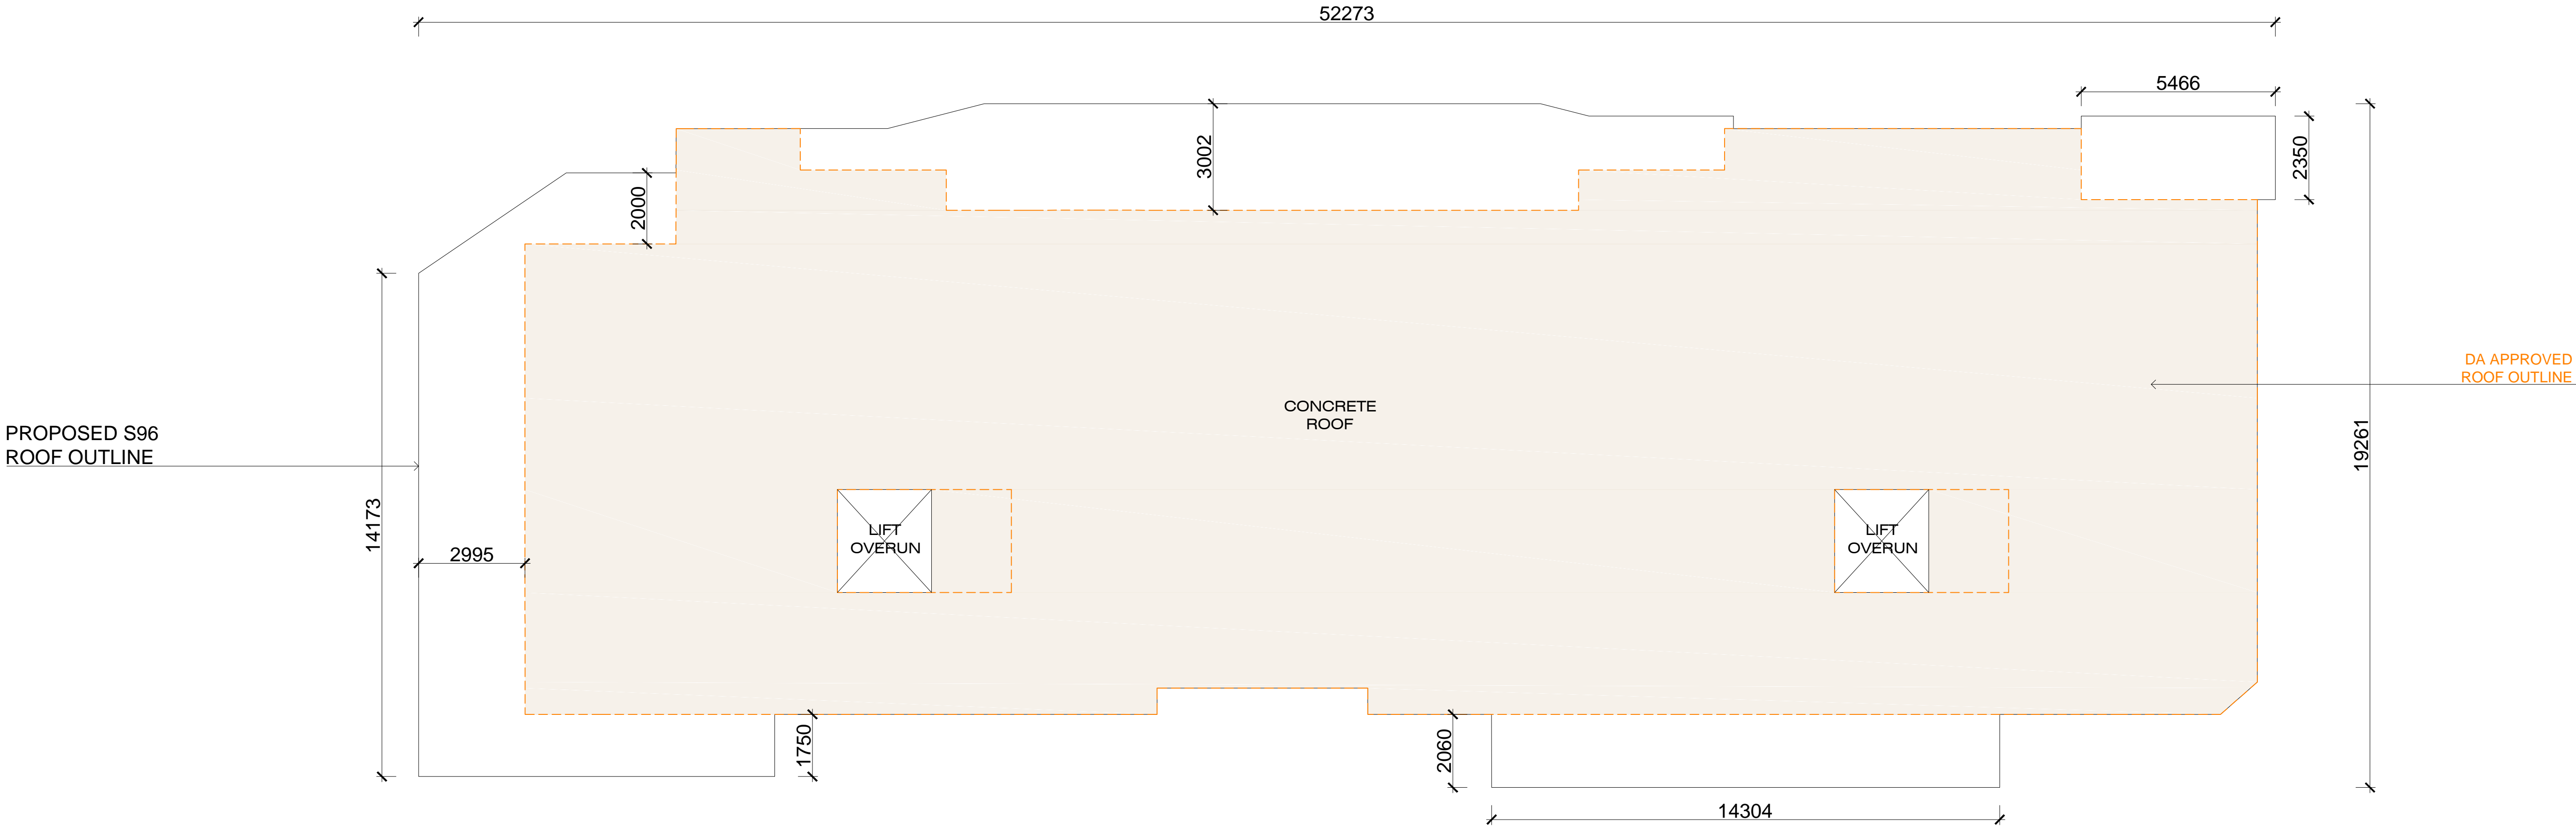 52273
5466
3002
2350
2000
DA APPROVED
ROOF OUTLINE
CONCRETE
ROOF
PROPOSED S96
ROOF OUTLINE
19261
14173
LIFT
OVERUN
LIFT
OVERUN
2995
1750
2060
14304